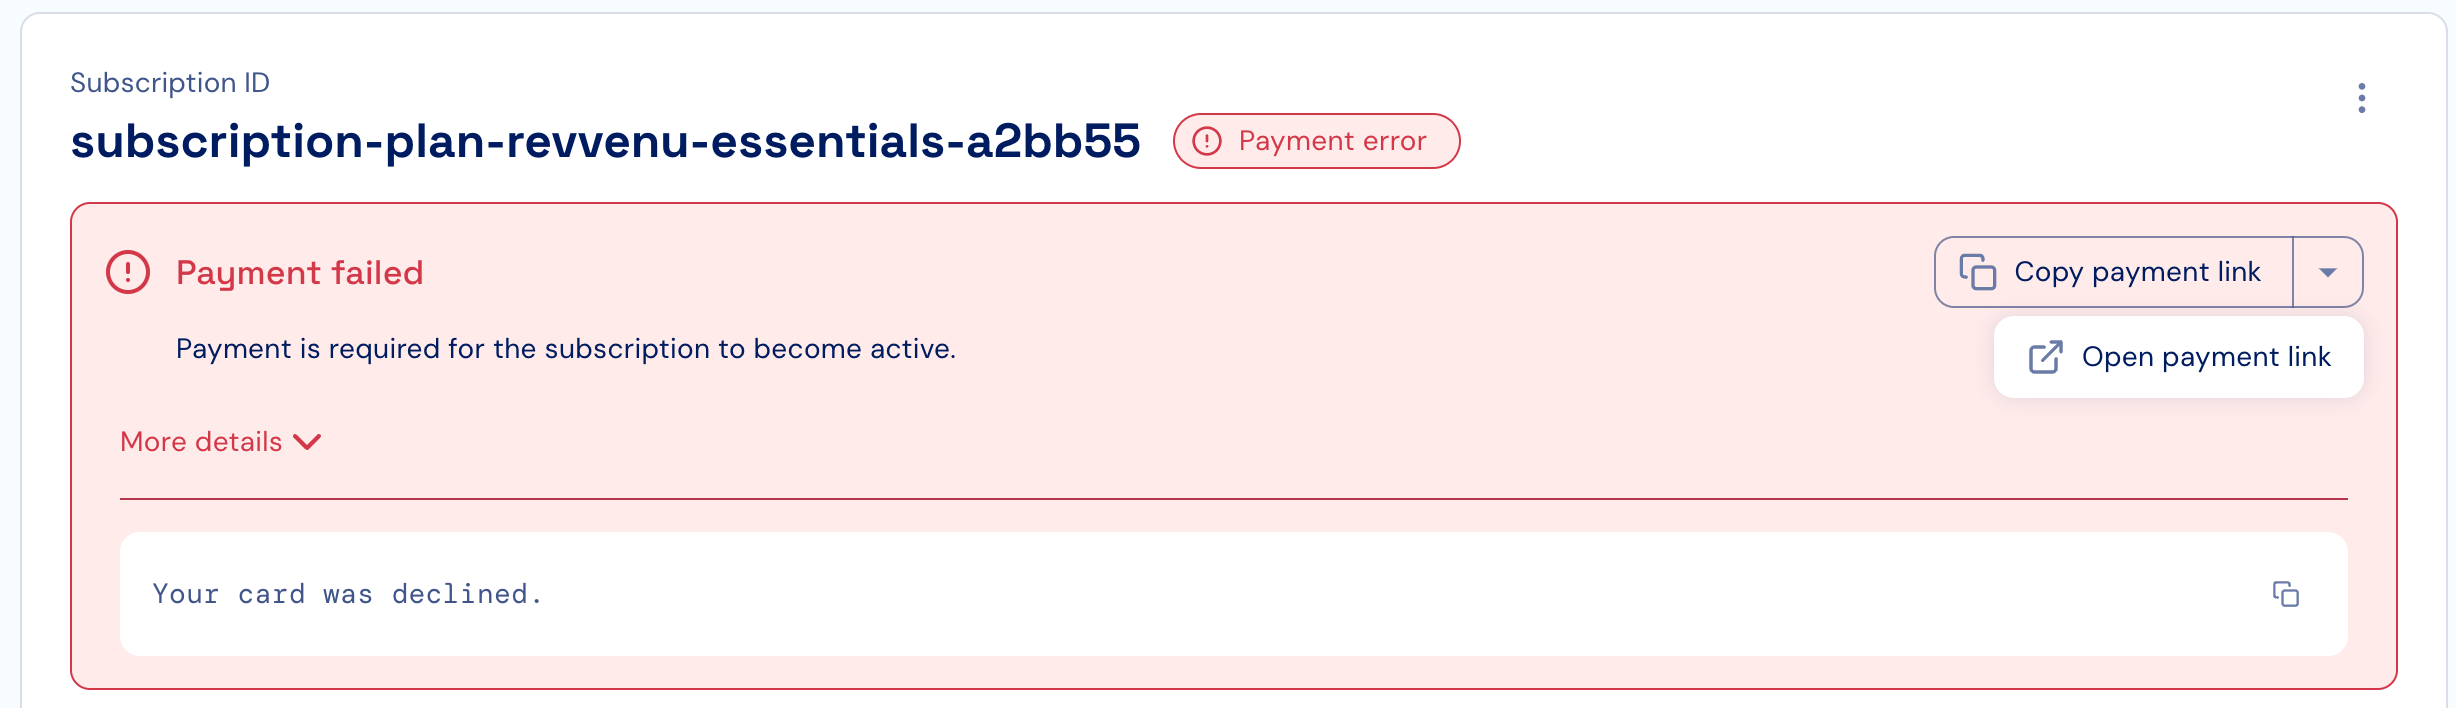 Subscription ID
subscription-plan-revvenu-essentials-a2bb55
Payment error
Payment failed
Copy payment link
Payment is required for the subscription to become active.
Open payment link
More details
Your card was declined.